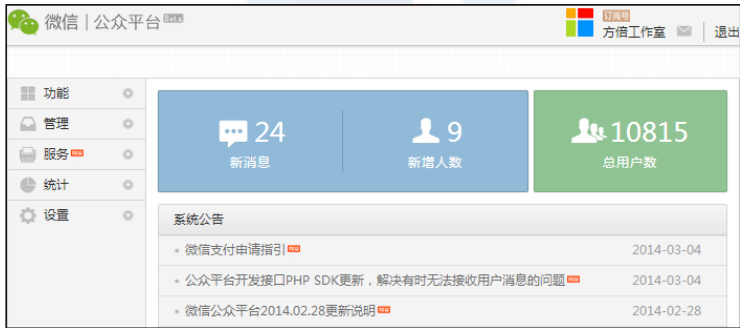 微信 | 公众平台 Beta
订阅号
方倍工作室
退出
功能
管理
服务 NEW
统计
设置
24
新消息
9
新增人数
10815
总用户数
系统公告
微信支付申请指引 NEW 2014-03-04
公众平台开发接口PHP SDK更新，解决有时无法接收用户消息的问题 NEW 2014-03-04
微信公众平台2014.02.28更新说明 NEW 2014-02-28